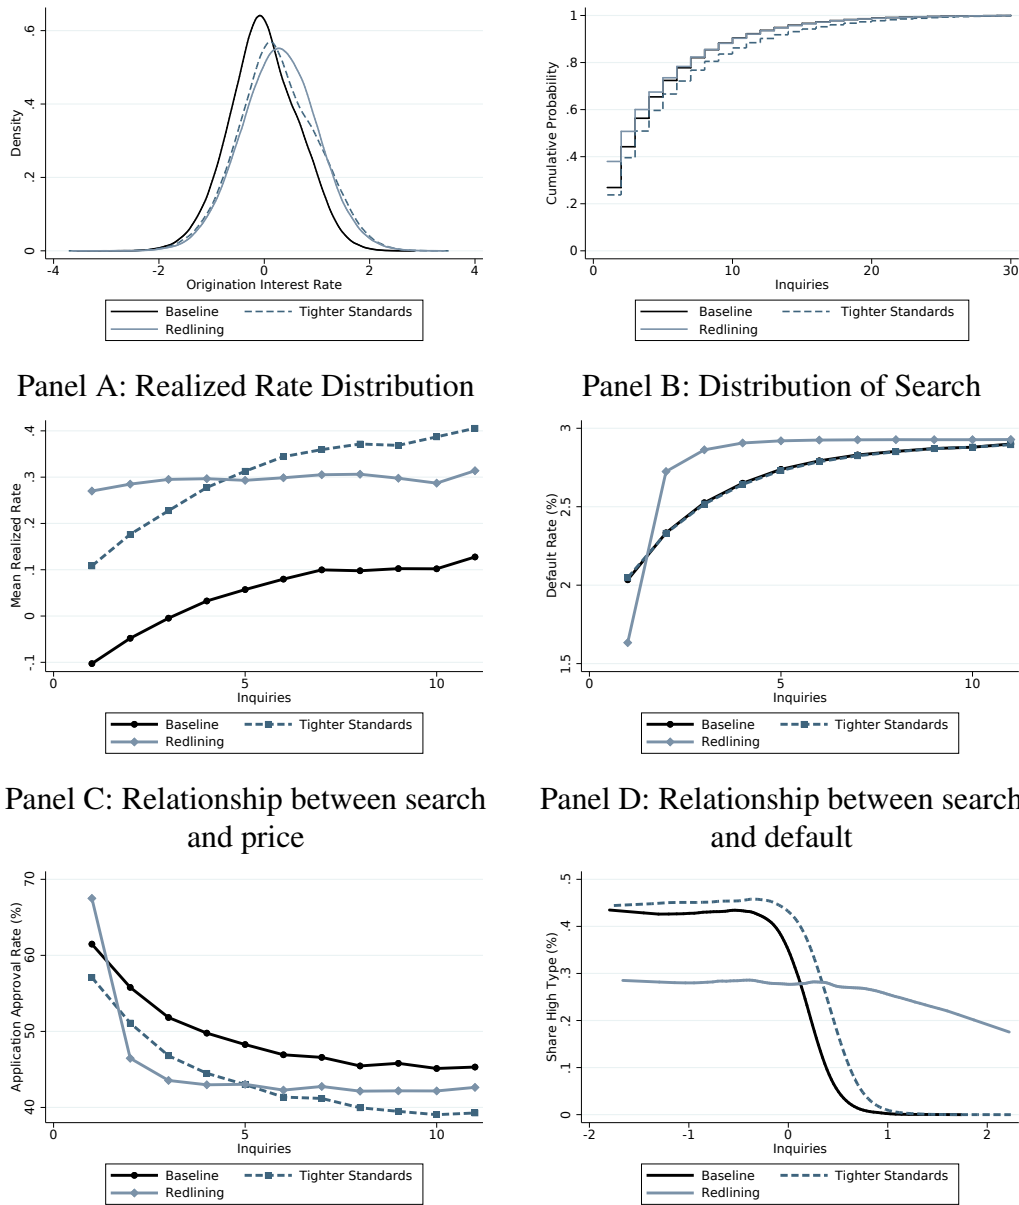 Density
0 .2 .4 .6
-4 -2 0 2 4
Origination Interest Rate
Baseline Tighter Standards
Redlining
Panel A: Realized Rate Distribution
Cumulative Probability
0 .2 .4 .6 .8 1
0 10 20 30
Inquiries
Baseline Tighter Standards
Redlining
Panel B: Distribution of Search
Mean Realized Rate
-.1 0 .1 .2 .3 .4
0 5 10
Inquiries
Baseline Tighter Standards
Redlining
Panel C: Relationship between search
and price
Default Rate (%)
1.5 2 2.5 3
0 5 10
Inquiries
Baseline Tighter Standards
Redlining
Panel D: Relationship between search
and default
Application Approval Rate (%)
40 50 60 70
0 5 10
Inquiries
Baseline Tighter Standards
Redlining
Share High Type (%)
0 .1 .2 .3 .4 .5
-2 -1 0 1 2
Inquiries
Baseline Tighter Standards
Redlining